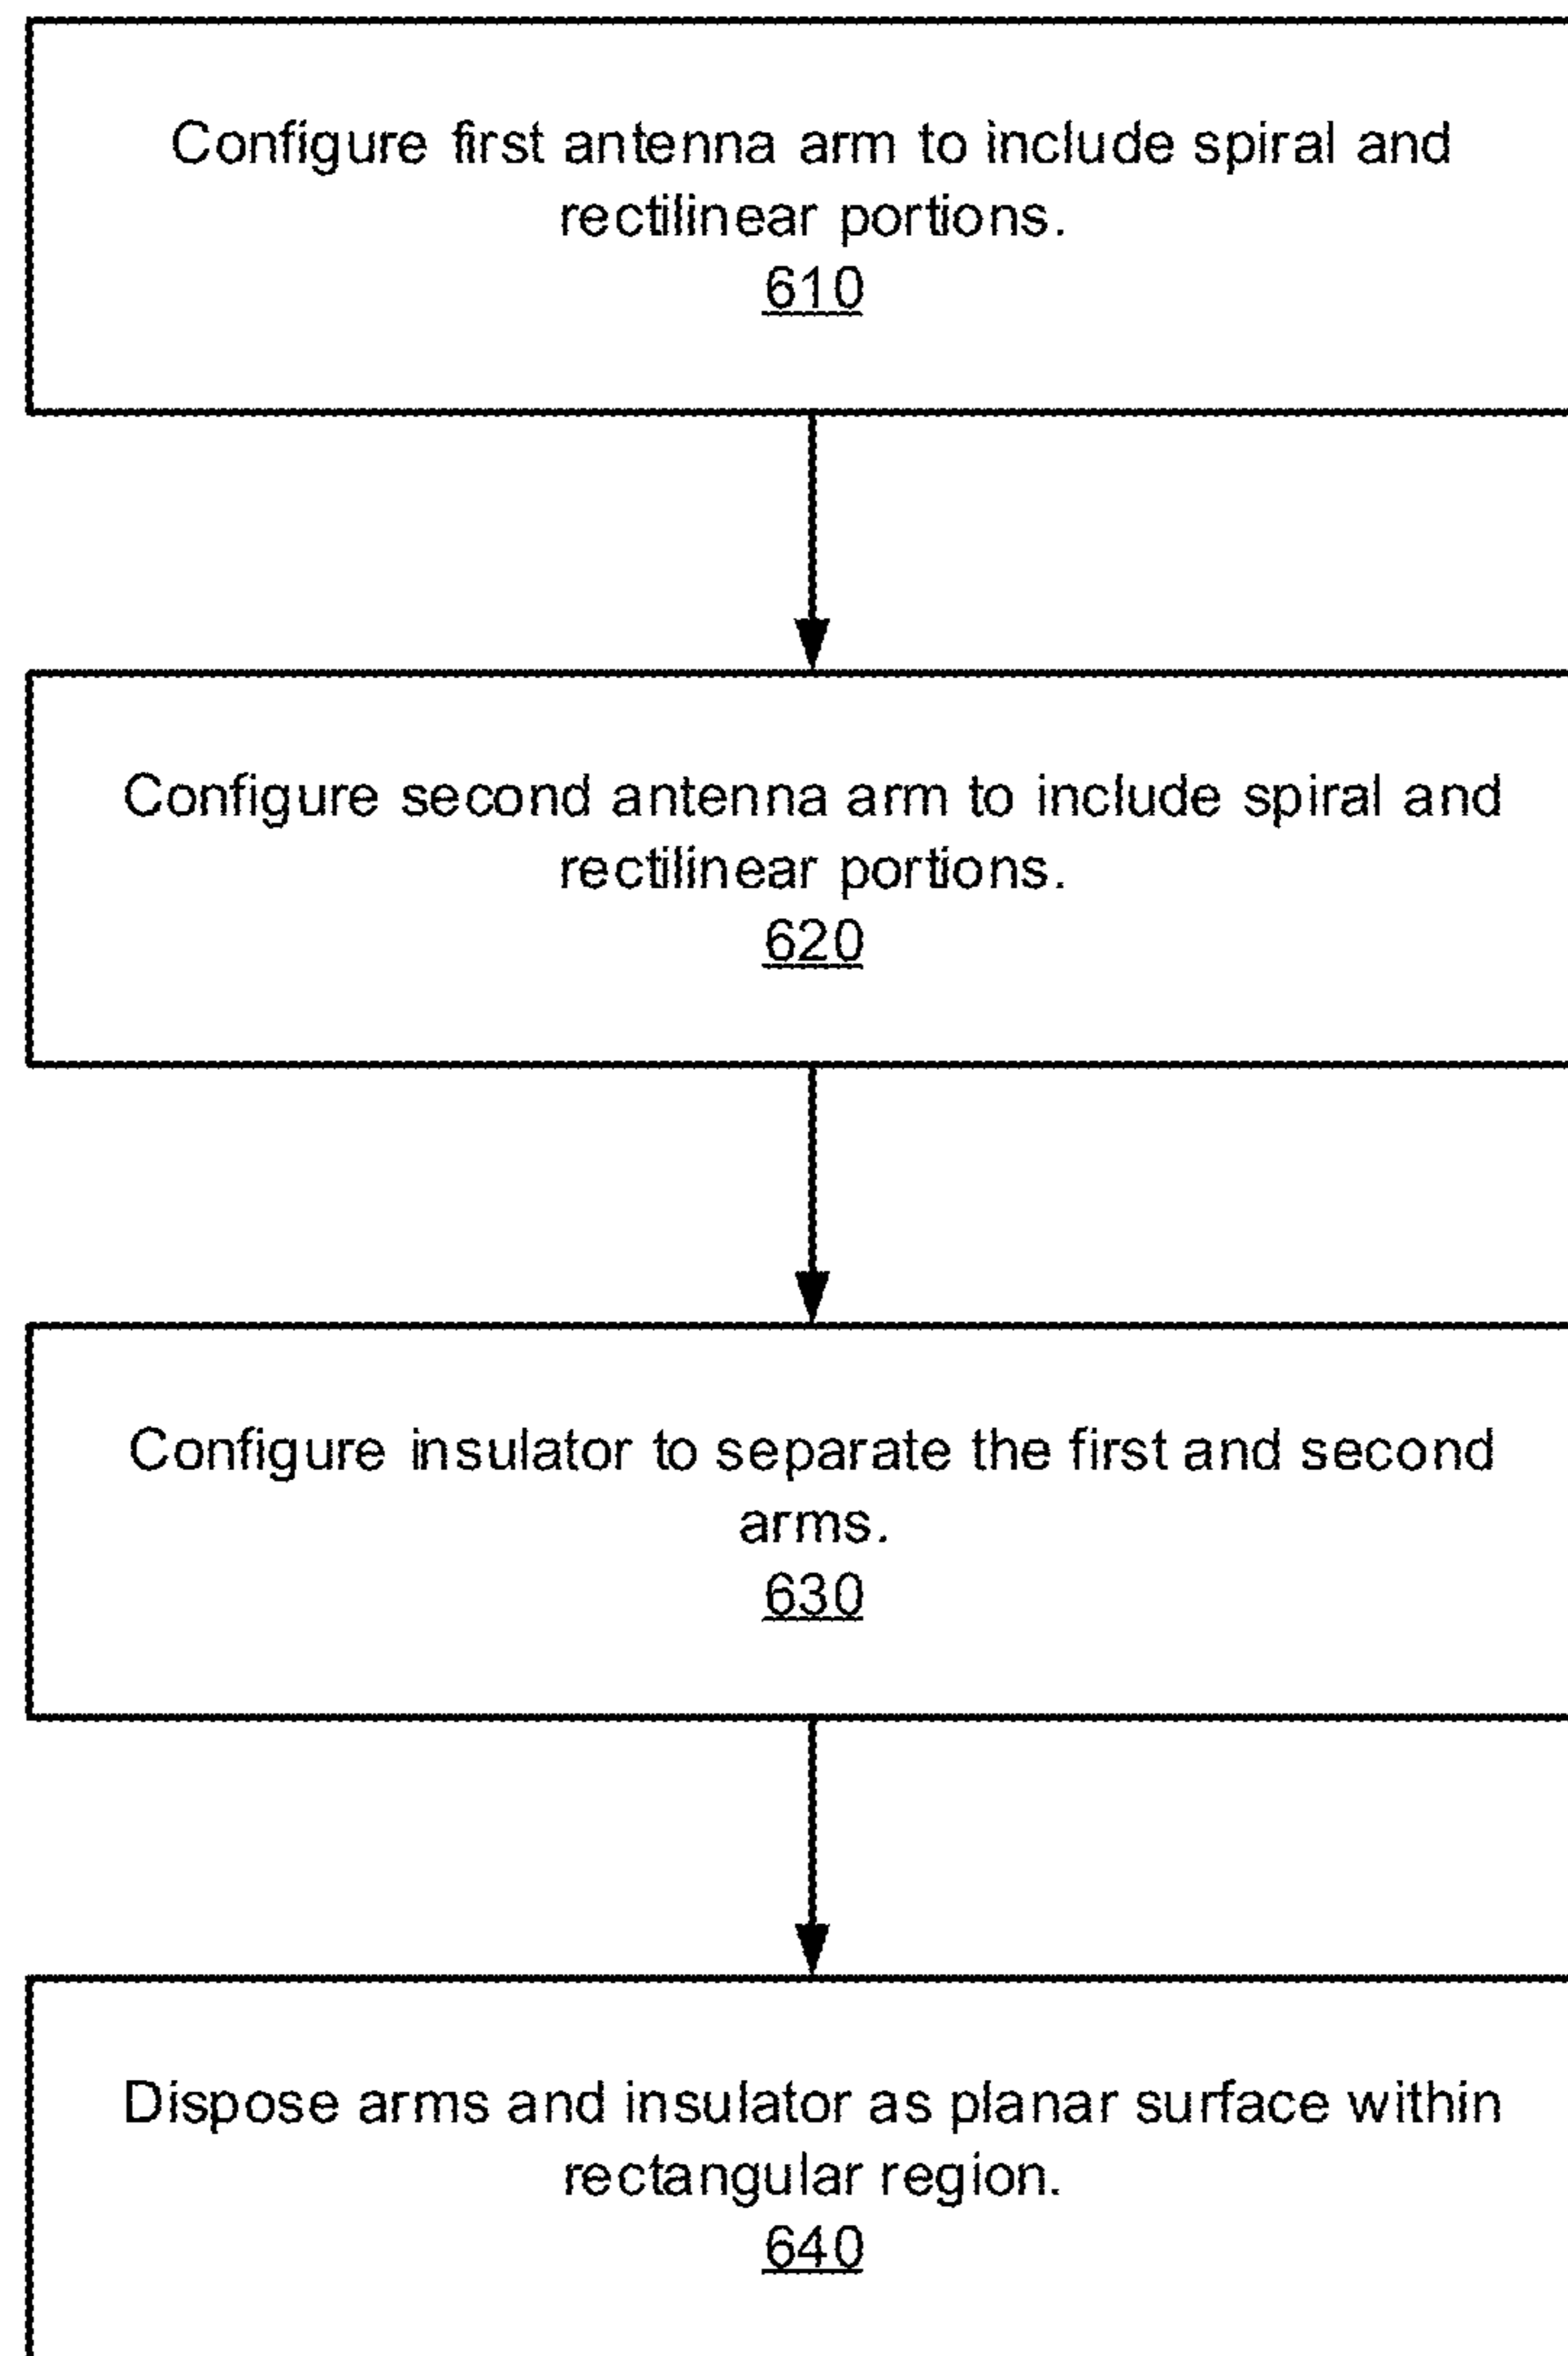 Configure first antenna arm to include spiral and
rectilinear portions.
610
Configure second antenna arm to include spiral and
rectilinear portions.
620
Configure insulator to separate the first and second
arms.
630
Dispose arms and insulator as planar surface within
rectangular region.
640